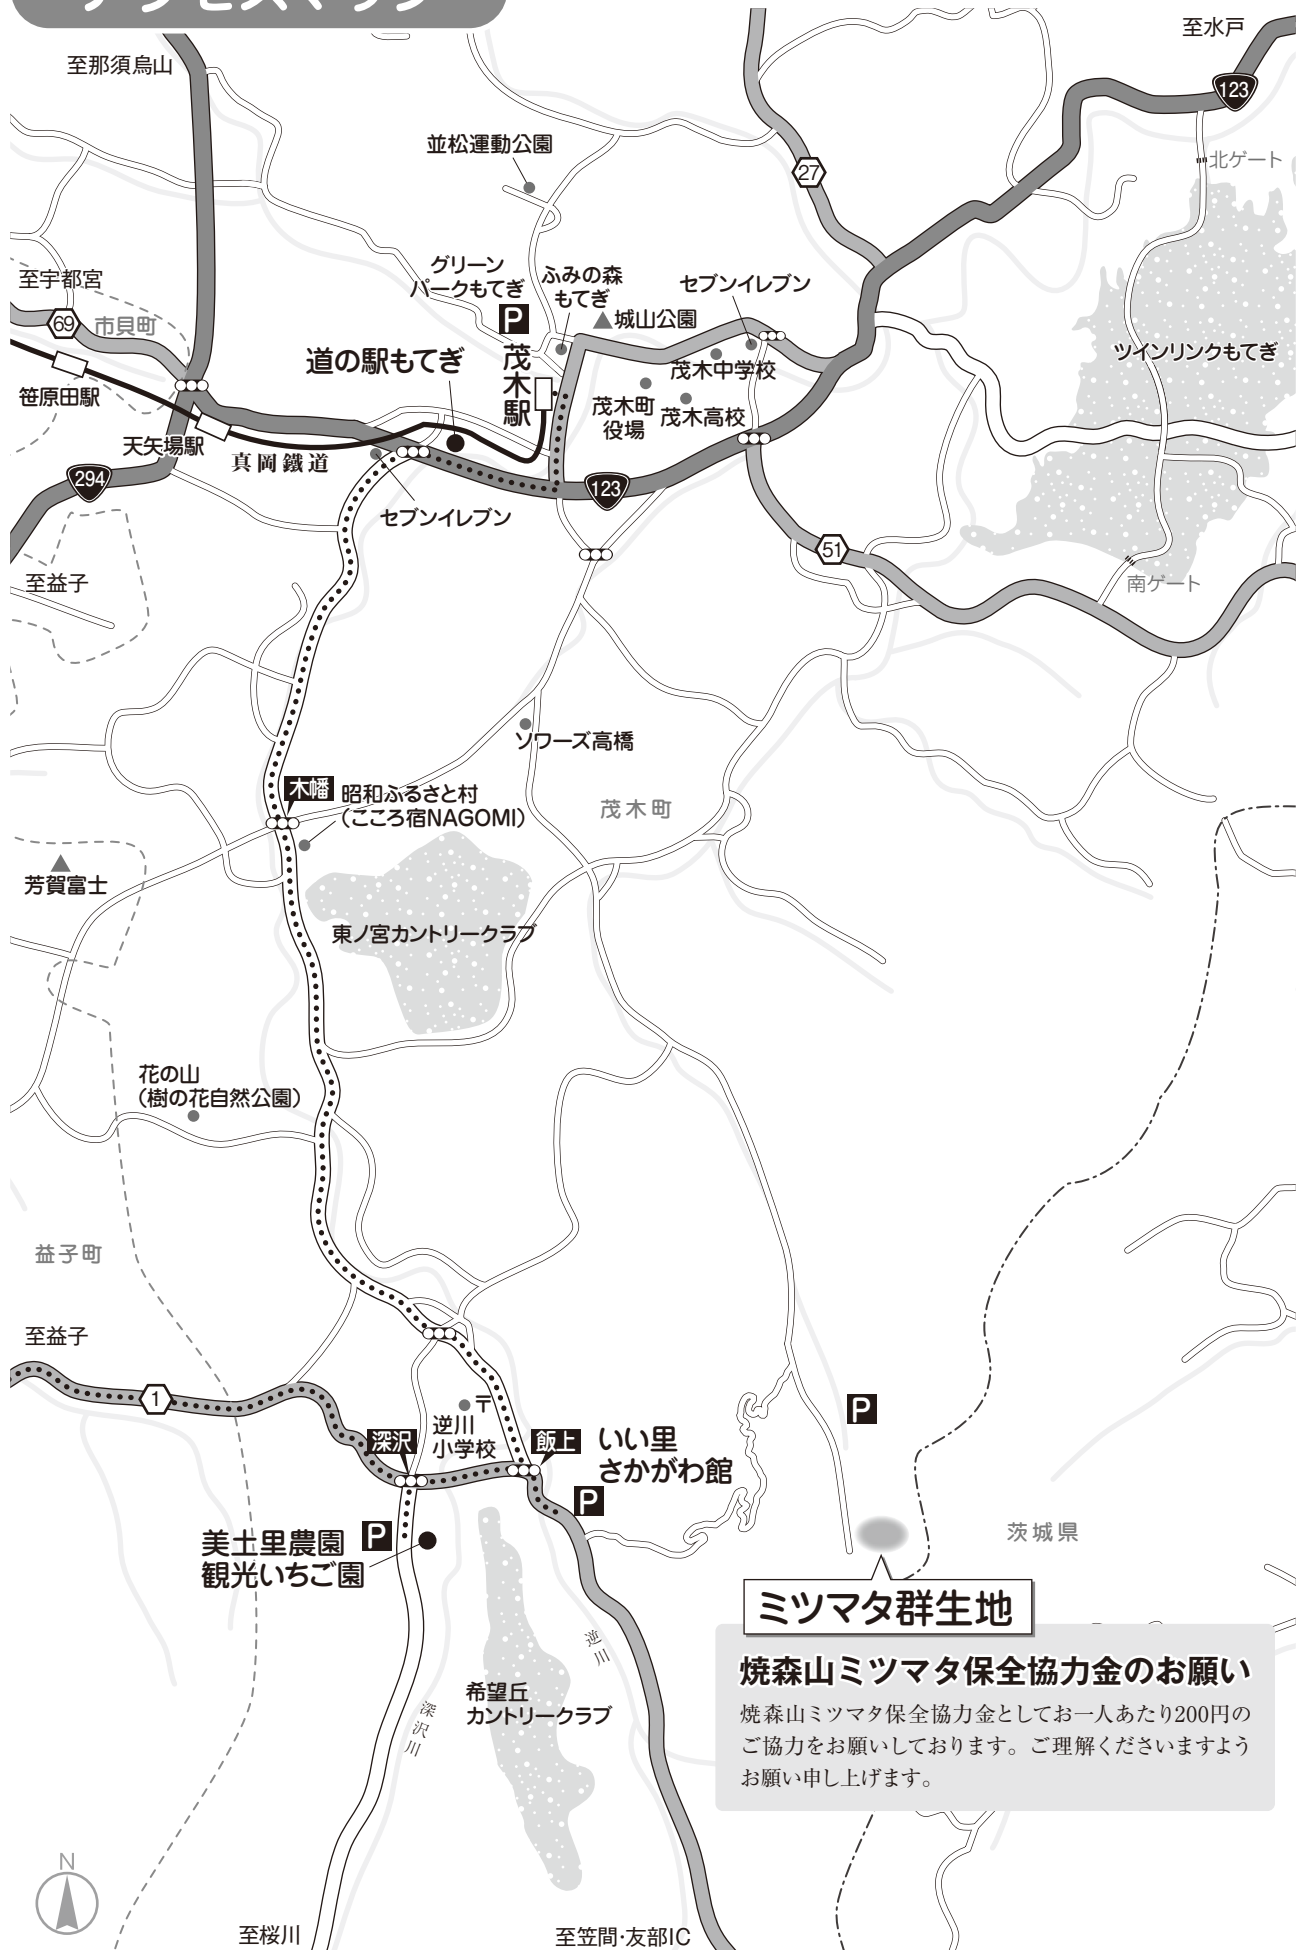 アクセスマップ
至水戸
至那須烏山
123
並松運動公園
27
北ゲート
至宇都宮
69
市貝町
グリーン
パークもてぎ
P
ふみの森
もてぎ
セブンイレブン
城山公園
ツインリンクもてぎ
道の駅もてぎ
茂木駅
茂木中学校
茂木町
役場
茂木高校
笹原田駅
天矢場駅
真岡鐵道
294
123
セブンイレブン
51
南ゲート
至益子
ソワーズ高橋
木幡
昭和ふるさと村
（こころ宿NAGOMI）
茂木町
芳賀富士
東ノ宮カントリークラブ
花の山
（樹の花自然公園）
益子町
至益子
1
〒
逆川
小学校
深沢
飯上
いい里
さかがわ館
P
P
美土里農園
観光いちご園
P
茨城県
ミツマタ群生地
逆川
深沢川
希望丘
カントリークラブ
焼森山ミツマタ保全協力金のお願い
焼森山ミツマタ保全協力金としてお一人あたり200円の
ご協力をお願いしております。ご理解くださいますよう
お願い申し上げます。
N
至桜川
至笠間・友部IC